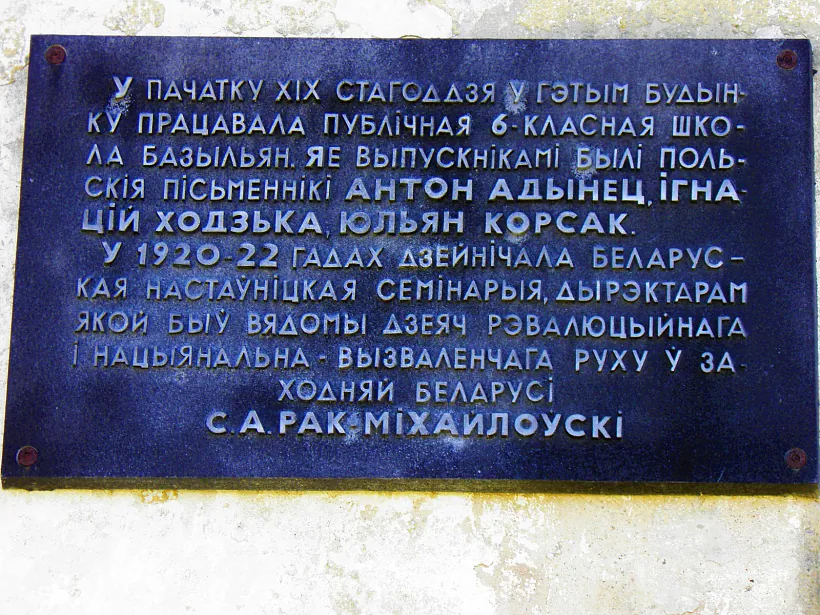 У ПАЧАТКУ XIX СТАГОДДЗЯ У ГЭТЫМ БУДЫН-
КУ ПРАЦАВАЛА ПУБЛІЧНАЯ 6-КЛАСНАЯ ШКО-
ЛА БАЗЫЛЬЯН. ЯЕ ВЫПУСКНІКАМІ БЫЛІ ПОЛЬ-
СКІЯ ПІСЬМЕННІКІ АНТОН АДЫНЕЦ, ІГНА-
ЦІЙ ХОДЗЬКА, ЮЛЬЯН КОРСАК.
У 1920-22 ГАДАХ ДЗЕЙНІЧАЛА БЕЛАРУС-
КАЯ НАСТАЎНІЦКАЯ СЕМІНАРЫЯ, ДЫРЭКТАРАМ
ЯКОЙ БЫЎ ВЯДОМЫ ДЗЕЯЧ РЭВАЛЮЦЫЙНАГА
І НАЦЫЯНАЛЬНА-ВЫЗВАЛЕНЧАГА РУХУ Ў ЗА-
ХОДНЯЙ БЕЛАРУСІ
С.А. РАК-МІХАЙЛОЎСКІ